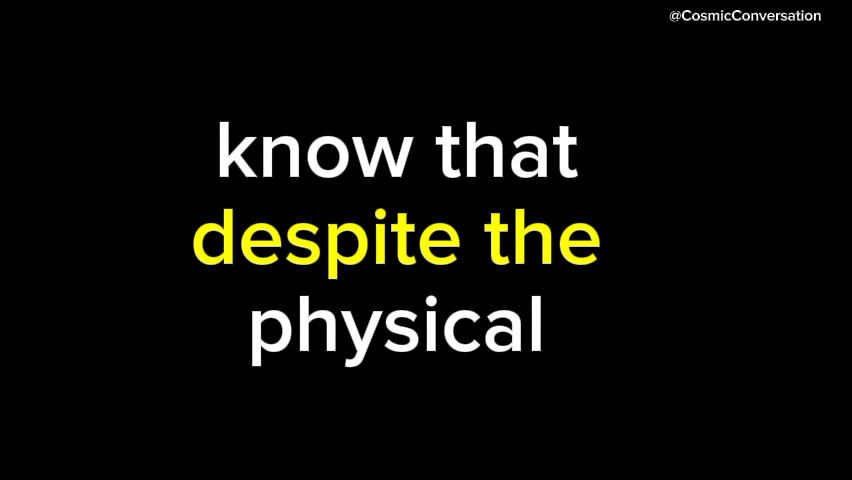 @CosmicConversation
know that
despite the
physical